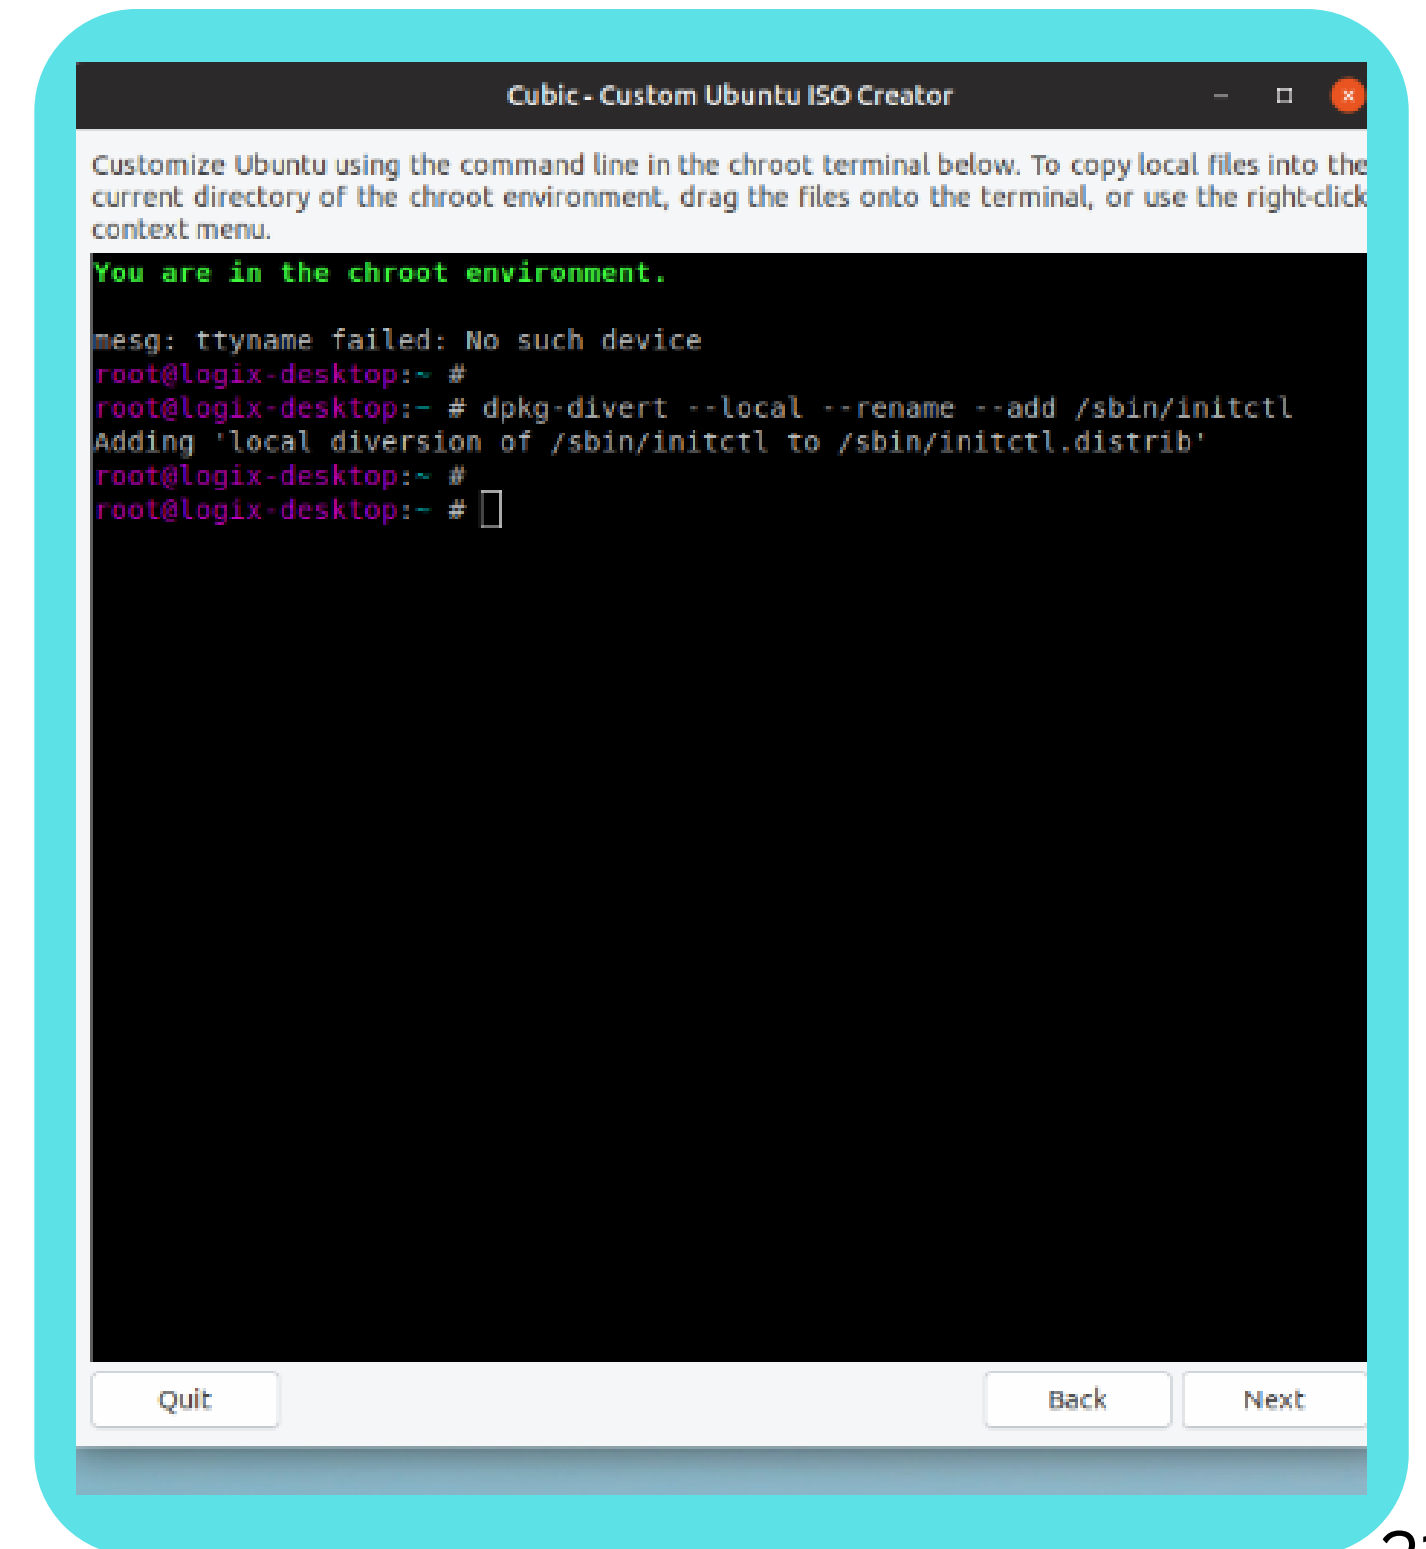 Cubic - Custom Ubuntu ISO Creator
Customize Ubuntu using the command line in the chroot terminal below. To copy local files into the
current directory of the chroot environment, drag the files onto the terminal, or use the right-click
context menu.
You are in the chroot environment.
mesg: ttyname failed: No such device
root@logix-desktop:~ #
root@logix-desktop:~ # dpkg-divert --local --rename --add /sbin/initctl
Adding 'local diversion of /sbin/initctl to /sbin/initctl.distrib'
root@logix-desktop:~ #
root@logix-desktop:~ #
Quit
Back
Next